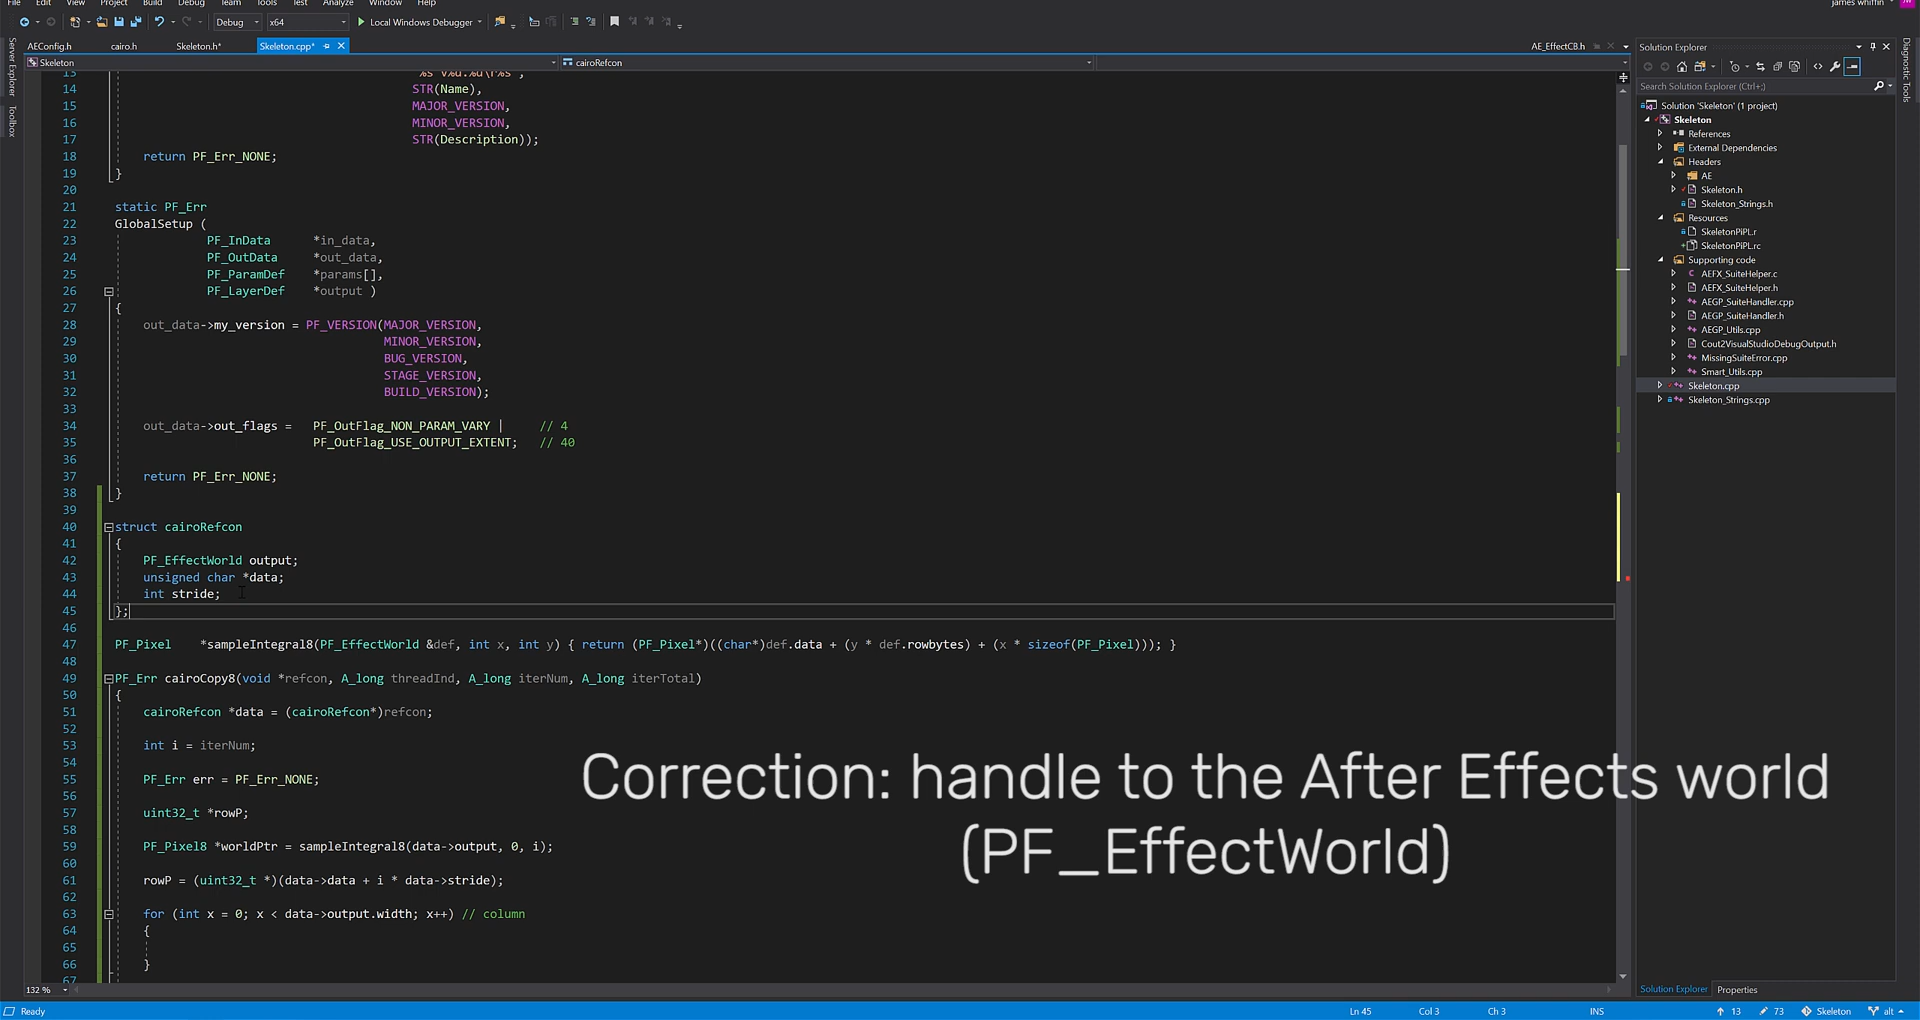 File Edit View Project Build Debug Team Tools Test Analyze Window Help james whiffin
Debug x64 Local Windows Debugger
AEConfig.h cairo.h Skeleton.h* Skeleton.cpp* AE_EffectCB.h
Skeleton cairoRefcon
13 "%s v%d.%d\r%s",
14 STR(Name),
15 MAJOR_VERSION,
16 MINOR_VERSION,
17 STR(Description));
18 return PF_Err_NONE;
19 }
20
21 static PF_Err
22 GlobalSetup (
23 PF_InData *in_data,
24 PF_OutData *out_data,
25 PF_ParamDef *params[],
26 PF_LayerDef *output )
27 {
28 out_data->my_version = PF_VERSION(MAJOR_VERSION,
29 MINOR_VERSION,
30 BUG_VERSION,
31 STAGE_VERSION,
32 BUILD_VERSION);
33
34 out_data->out_flags = PF_OutFlag_NON_PARAM_VARY | // 4
35 PF_OutFlag_USE_OUTPUT_EXTENT; // 40
36
37 return PF_Err_NONE;
38 }
39
40 struct cairoRefcon
41 {
42 PF_EffectWorld output;
43 unsigned char *data;
44 int stride;
45 };
46
47 PF_Pixel *sampleIntegral8(PF_EffectWorld &def, int x, int y) { return (PF_Pixel*)((char*)def.data + (y * def.rowbytes) + (x * sizeof(PF_Pixel))); }
48
49 PF_Err cairoCopy8(void *refcon, A_long threadInd, A_long iterNum, A_long iterTotal)
50 {
51 cairoRefcon *data = (cairoRefcon*)refcon;
52
53 int i = iterNum;
54
55 PF_Err err = PF_Err_NONE;
56
57 uint32_t *rowP;
58
59 PF_Pixel8 *worldPtr = sampleIntegral8(data->output, 0, i);
60
61 rowP = (uint32_t *)(data->data + i * data->stride);
62
63 for (int x = 0; x < data->output.width; x++) // column
64 {
65
66 }
67
Correction: handle to the After Effects world
(PF_EffectWorld)
132 %
Server Explorer
Toolbox
Solution Explorer
Search Solution Explorer (Ctrl+;)
Solution 'Skeleton' (1 project)
Skeleton
References
External Dependencies
Headers
AE
Skeleton.h
Skeleton_Strings.h
Resources
SkeletonPiPL.r
SkeletonPiPL.rc
Supporting code
AEFX_SuiteHelper.c
AEFX_SuiteHelper.h
AEGP_SuiteHandler.cpp
AEGP_SuiteHandler.h
AEGP_Utils.cpp
Cout2VisualStudioDebugOutput.h
MissingSuiteError.cpp
Smart_Utils.cpp
Skeleton.cpp
Skeleton_Strings.cpp
Solution Explorer Properties
Diagnostic Tools
Ready Ln 45 Col 3 Ch 3 INS 13 73 Skeleton alt